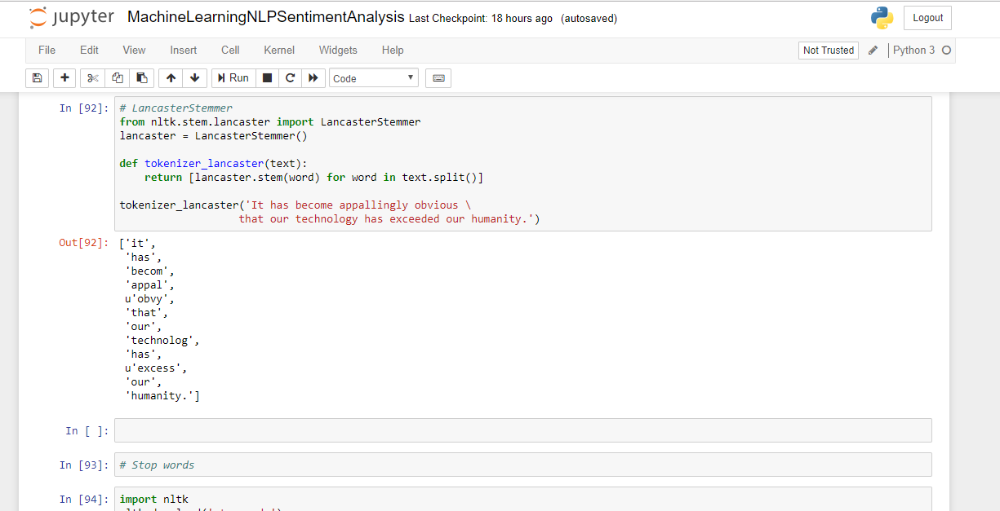 jupyter MachineLearningNLPSentimentAnalysis Last Checkpoint: 18 hours ago (autosaved) Logout
File Edit View Insert Cell Kernel Widgets Help Not Trusted Python 3
Run Code
In [92]: # LancasterStemmer
from nltk.stem.lancaster import LancasterStemmer
lancaster = LancasterStemmer()
def tokenizer_lancaster(text):
return [lancaster.stem(word) for word in text.split()]
tokenizer_lancaster('It has become appallingly obvious \
that our technology has exceeded our humanity.')
Out[92]: ['it',
'has',
'becom',
'appal',
u'obvy',
'that',
'our',
'technolog',
'has',
u'excess',
'our',
'humanity.']
In [ ]:
In [93]: # Stop words
In [94]: import nltk